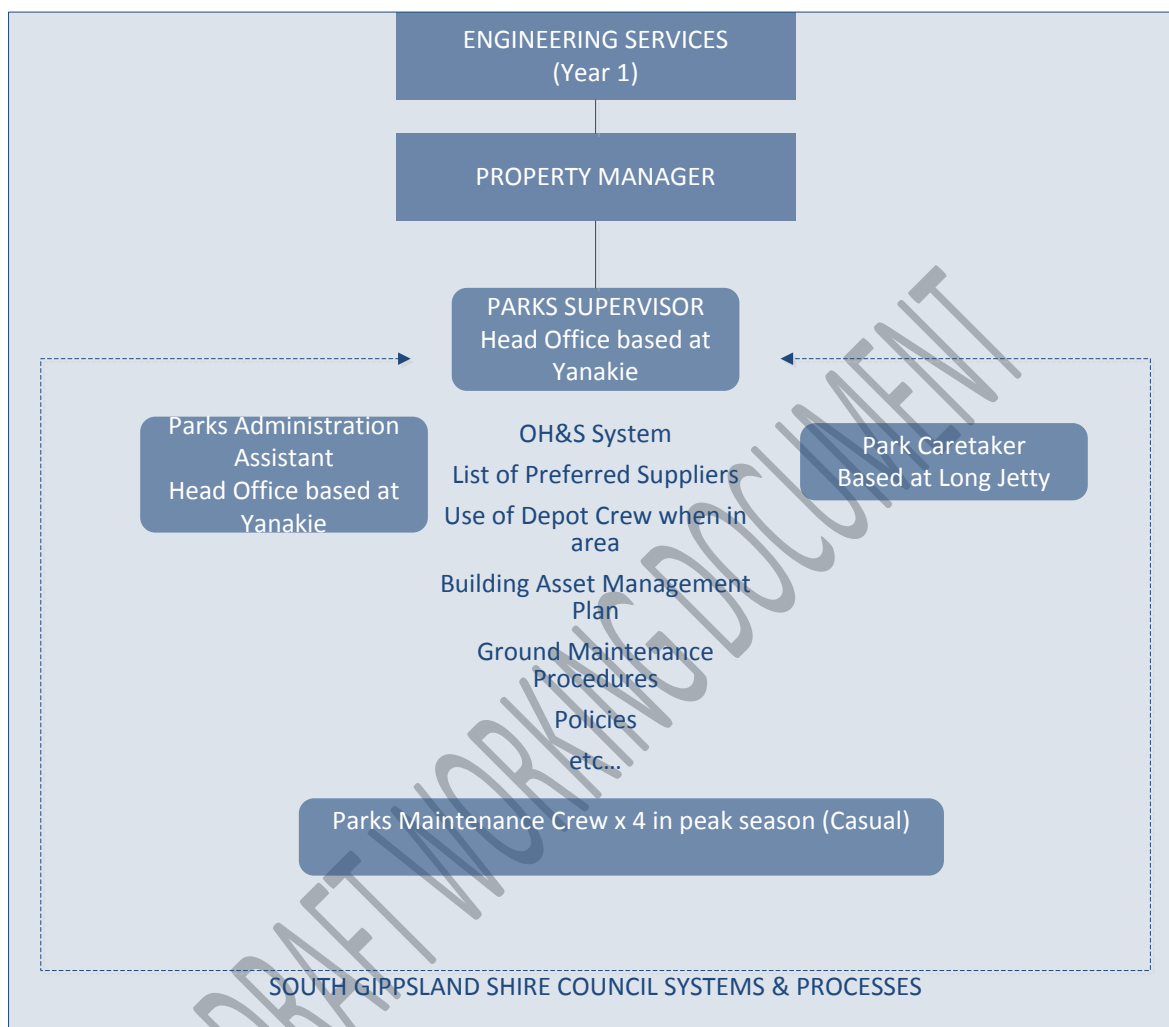 ENGINEERING SERVICES
(Year 1)
PROPERTY MANAGER
PARKS SUPERVISOR
Head Office based at
Yanakie
Parks Administration
Assistant
Head Office based at
Yanakie
OH&S System
List of Preferred Suppliers
Use of Depot Crew when in
area
Building Asset Management
Plan
Ground Maintenance
Procedures
Policies
etc…
Park Caretaker
Based at Long Jetty
Parks Maintenance Crew x 4 in peak season (Casual)
SOUTH GIPPSLAND SHIRE COUNCIL SYSTEMS & PROCESSES
DRAFT WORKING DOCUMENT